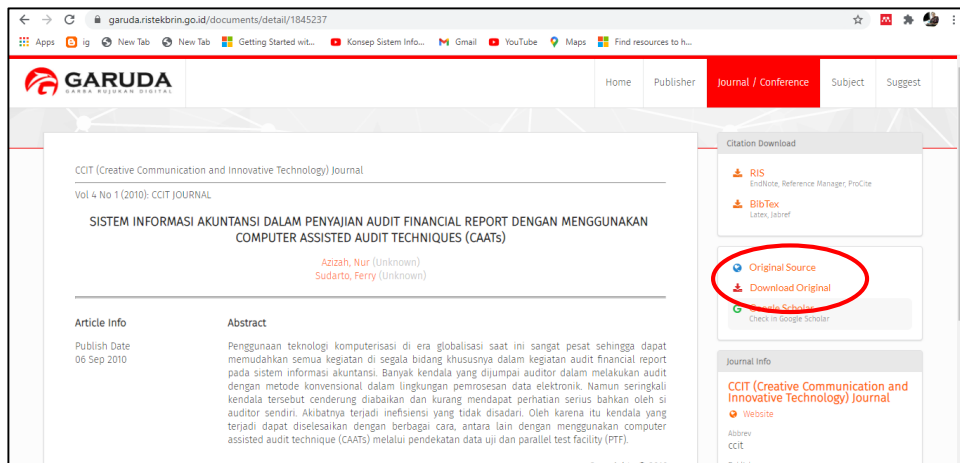 garuda.ristekbrin.go.id/documents/detail/1845237
Apps ig New Tab New Tab Getting Started wit... Konsep Sistem Info... Gmail YouTube Maps Find resources to h...
GARUDA
GARBA RUJUKAN DIGITAL
Home Publisher Journal / Conference Subject Suggest
CCIT (Creative Communication and Innovative Technology) Journal
Vol 4 No 1 (2010): CCIT JOURNAL
SISTEM INFORMASI AKUNTANSI DALAM PENYAJIAN AUDIT FINANCIAL REPORT DENGAN MENGGUNAKAN
COMPUTER ASSISTED AUDIT TECHNIQUES (CAATs)
Azizah, Nur (Unknown)
Sudarto, Ferry (Unknown)
Article Info
Publish Date
06 Sep 2010
Abstract
Penggunaan teknologi komputerisasi di era globalisasi saat ini sangat pesat sehingga dapat
memudahkan semua kegiatan di segala bidang khususnya dalam kegiatan audit financial report
pada sistem informasi akuntansi. Banyak kendala yang dijumpai auditor dalam melakukan audit
dengan metode konvensional dalam lingkungan pemrosesan data elektronik. Namun seringkali
kendala tersebut cenderung diabaikan dan kurang mendapat perhatian serius bahkan oleh si
auditor sendiri. Akibatnya terjadi inefisiensi yang tidak disadari. Oleh karena itu kendala yang
terjadi dapat diselesaikan dengan berbagai cara, antara lain dengan menggunakan computer
assisted audit technique (CAATs) melalui pendekatan data uji dan parallel test facility (PTF).
Citation Download
RIS
EndNote, Reference Manager, ProCite
BibTex
Latex, Jabref
Original Source
Download Original
Google Scholar
Check in Google Scholar
Journal Info
CCIT (Creative Communication and
Innovative Technology) Journal
Website
Abbrev
ccit